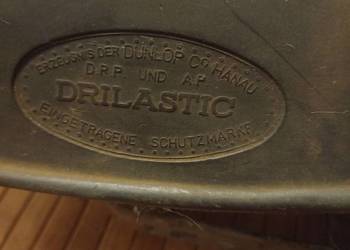 ERZEUGNIS DER DUNLOP Co HANAU
D.R.P. UND A.P.
DRILASTIC
EINGETRAGENE SCHUTZMARKE